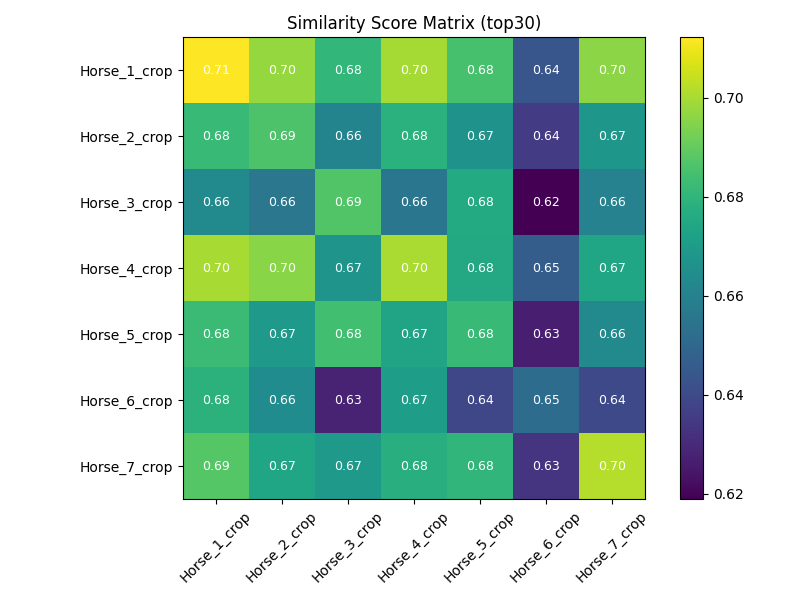 Similarity Score Matrix (top30)
Horse_1_crop 0.71 0.70 0.68 0.70 0.68 0.64 0.70
Horse_2_crop 0.68 0.69 0.66 0.68 0.67 0.64 0.67
Horse_3_crop 0.66 0.66 0.69 0.66 0.68 0.62 0.66
Horse_4_crop 0.70 0.70 0.67 0.70 0.68 0.65 0.67
Horse_5_crop 0.68 0.67 0.68 0.67 0.68 0.63 0.66
Horse_6_crop 0.68 0.66 0.63 0.67 0.64 0.65 0.64
Horse_7_crop 0.69 0.67 0.67 0.68 0.68 0.63 0.70
Horse_1_crop Horse_2_crop Horse_3_crop Horse_4_crop Horse_5_crop Horse_6_crop Horse_7_crop
0.70
0.68
0.66
0.64
0.62